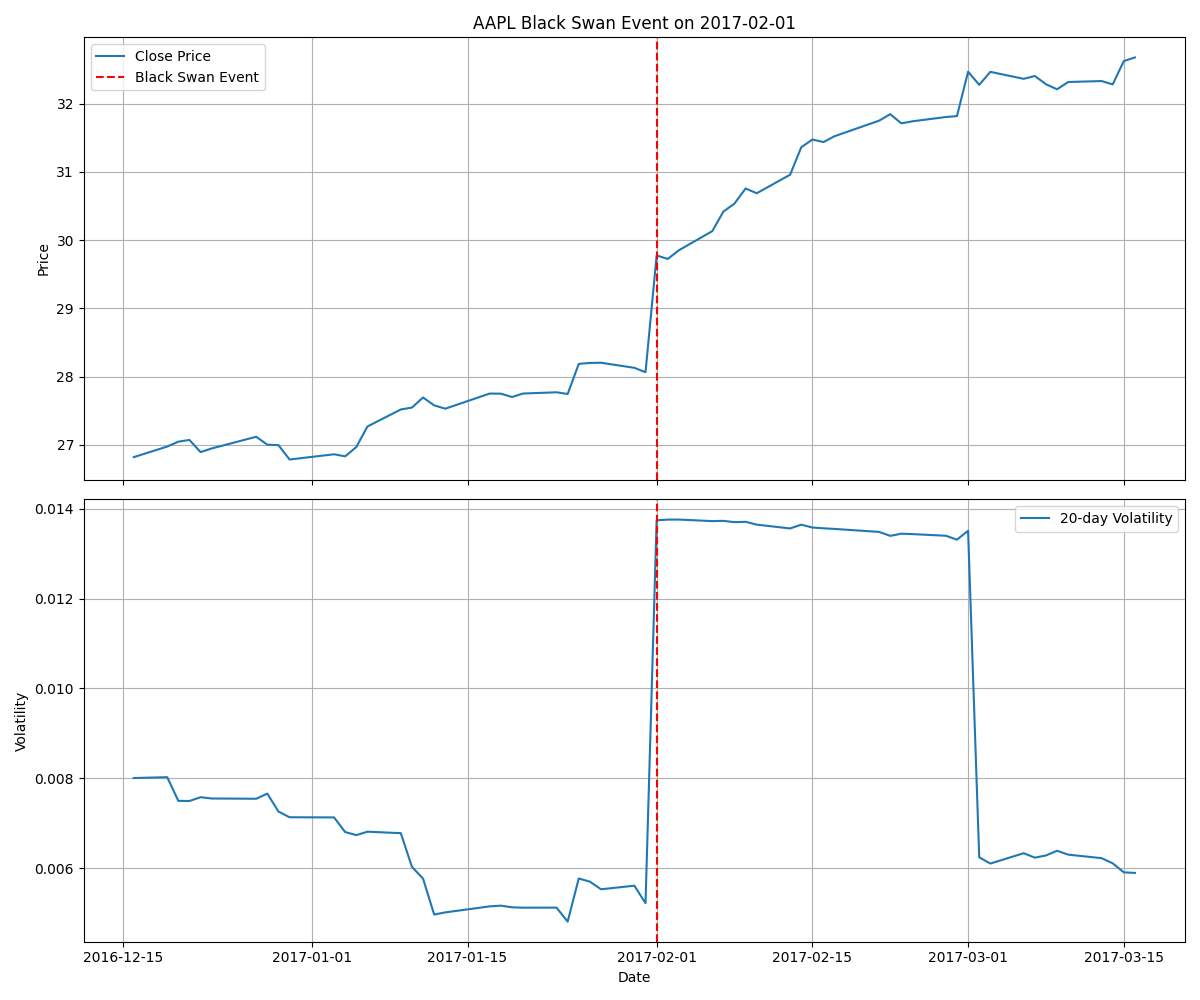 AAPL Black Swan Event on 2017-02-01
Close Price
Black Swan Event
32
31
30
29
28
27
Price
20-day Volatility
0.014
0.012
0.010
0.008
0.006
Volatility
2016-12-15
2017-01-01
2017-01-15
2017-02-01
2017-02-15
2017-03-01
2017-03-15
Date